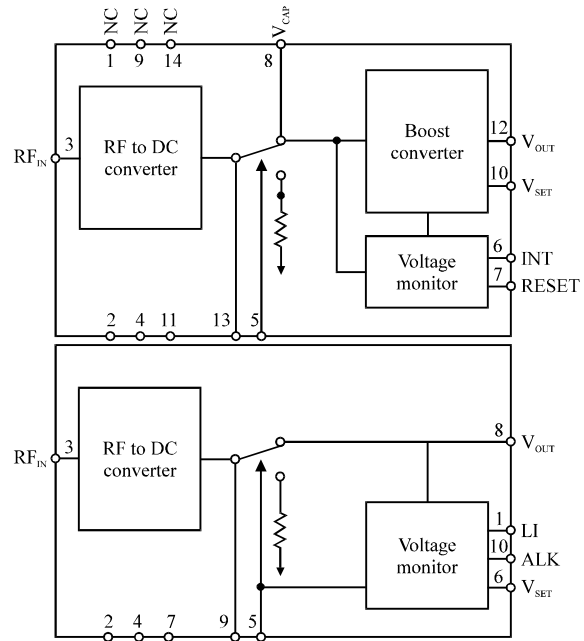 NC NC NC V_CAP
1 9 14 8
RF_IN 3
RF to DC
converter
Boost
converter
12 V_OUT
10 V_SET
Voltage
monitor
6 INT
7 RESET
2 4 11 13 5
RF_IN 3
RF to DC
converter
8 V_OUT
Voltage
monitor
1 LI
10 ALK
6 V_SET
2 4 7 9 5